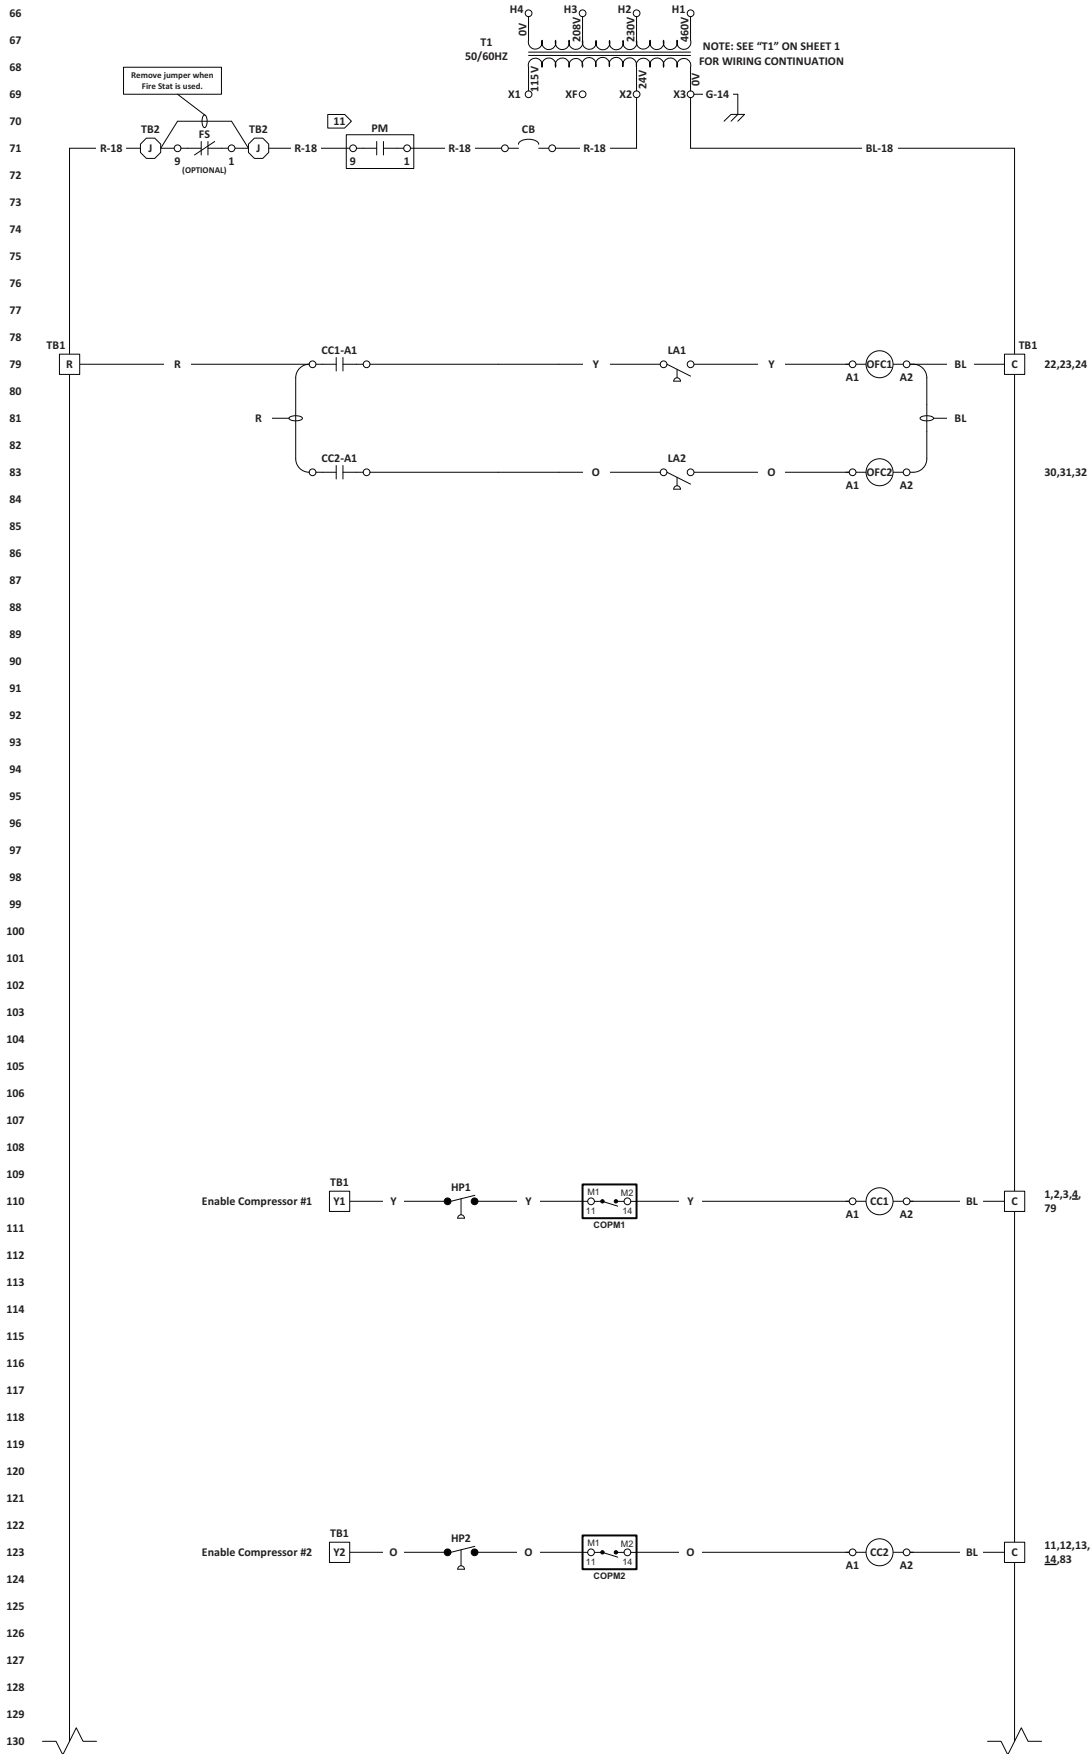 66 H4 H3 H2 H1
0V 208V 230V 460V
67 T1
50/60HZ
NOTE: SEE “T1” ON SHEET 1
FOR WIRING CONTINUATION
68 115V 24V 0V
Remove jumper when
Fire Stat is used.
69 X1 XF X2 X3 G-14
70 TB2 FS TB2 11 PM CB
71 R-18 J J R-18 R-18 R-18 BL-18
9 1 9 1
(OPTIONAL)
72
73
74
75
76
77
78
TB1 CC1-A1 LA1 TB1
79 R R Y Y OFC1 BL C 22,23,24
A1 A2
80
81 R BL
82
CC2-A1 LA2
83 O O OFC2 30,31,32
A1 A2
84
85
86
87
88
89
90
91
92
93
94
95
96
97
98
99
100
101
102
103
104
105
106
107
108
109
TB1 HP1 M1 M2
110 Enable Compressor #1 Y1 Y Y 11 14 Y CC1 BL C 1,2,3,4,
79
COPM1 A1 A2
111
112
113
114
115
116
117
118
119
120
121
122
TB1 HP2 M1 M2
123 Enable Compressor #2 Y2 O O 11 14 O CC2 BL C 11,12,13,
14,83
COPM2 A1 A2
124
125
126
127
128
129
130